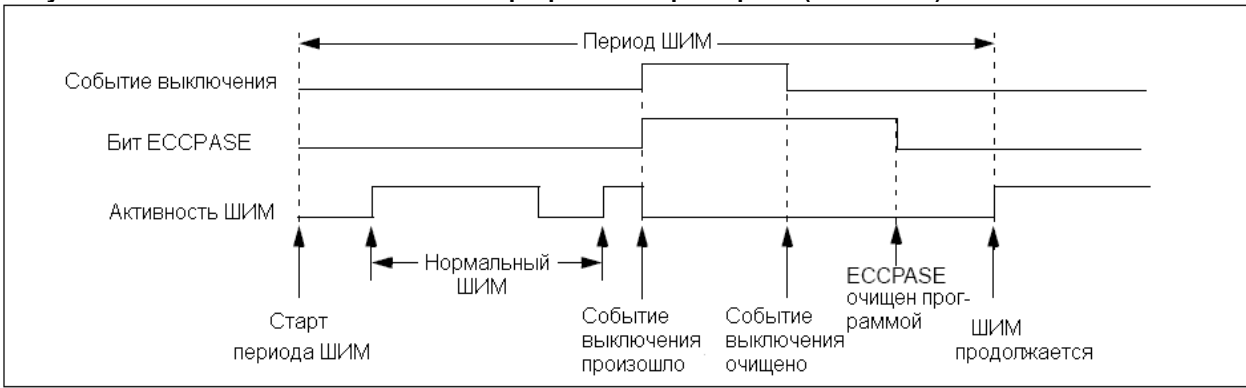 Период ШИМ
Событие выключения
Бит ECCPASE
Активность ШИМ
Нормальный
ШИМ
Старт
периода ШИМ
Событие
выключения
произошло
Событие
выключения
очищено
ECCPASE
очищен прог-
раммой
ШИМ
продолжается